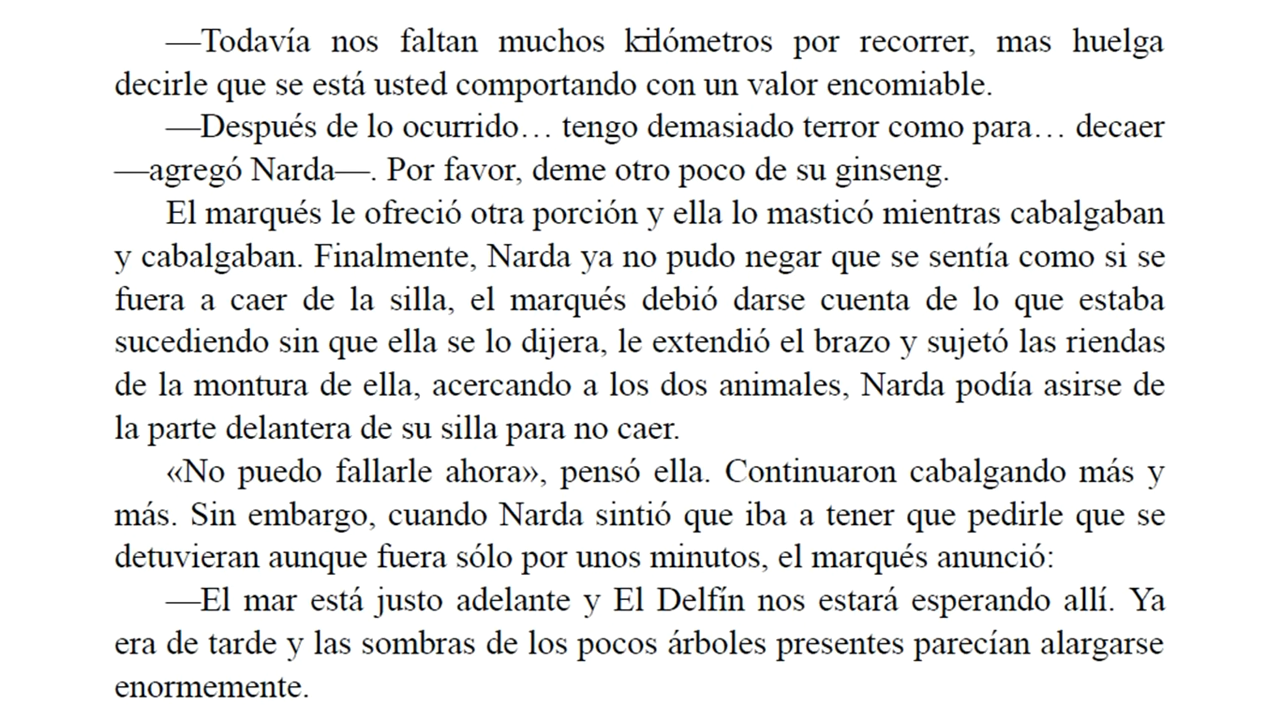 —Todavía nos faltan muchos kilómetros por recorrer, mas huelga
decirle que se está usted comportando con un valor encomiable.
—Después de lo ocurrido… tengo demasiado terror como para… decaer
—agregó Narda—. Por favor, deme otro poco de su ginseng.
El marqués le ofreció otra porción y ella lo masticó mientras cabalgaban
y cabalgaban. Finalmente, Narda ya no pudo negar que se sentía como si se
fuera a caer de la silla, el marqués debió darse cuenta de lo que estaba
sucediendo sin que ella se lo dijera, le extendió el brazo y sujetó las riendas
de la montura de ella, acercando a los dos animales, Narda podía asirse de
la parte delantera de su silla para no caer.
«No puedo fallarle ahora», pensó ella. Continuaron cabalgando más y
más. Sin embargo, cuando Narda sintió que iba a tener que pedirle que se
detuvieran aunque fuera sólo por unos minutos, el marqués anunció:
—El mar está justo adelante y El Delfín nos estará esperando allí. Ya
era de tarde y las sombras de los pocos árboles presentes parecían alargarse
enormemente.